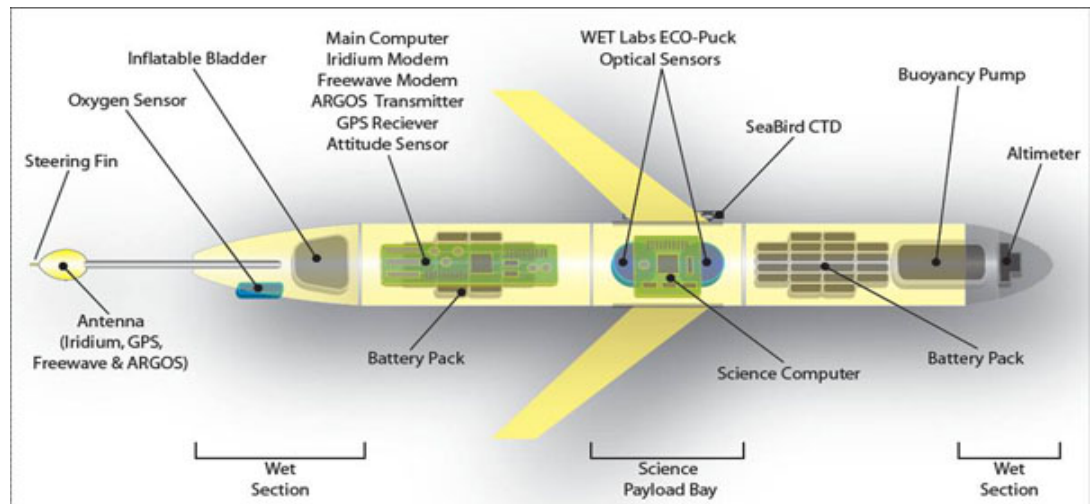 Main Computer
Iridium Modem
Freewave Modem
ARGOS Transmitter
GPS Reciever
Attitude Sensor
Inflatable Bladder
Oxygen Sensor
Steering Fin
WET Labs ECO-Puck
Optical Sensors
Buoyancy Pump
SeaBird CTD
Altimeter
Antenna
(Iridium, GPS,
Freewave & ARGOS)
Battery Pack
Science Computer
Battery Pack
Wet
Section
Science
Payload Bay
Wet
Section